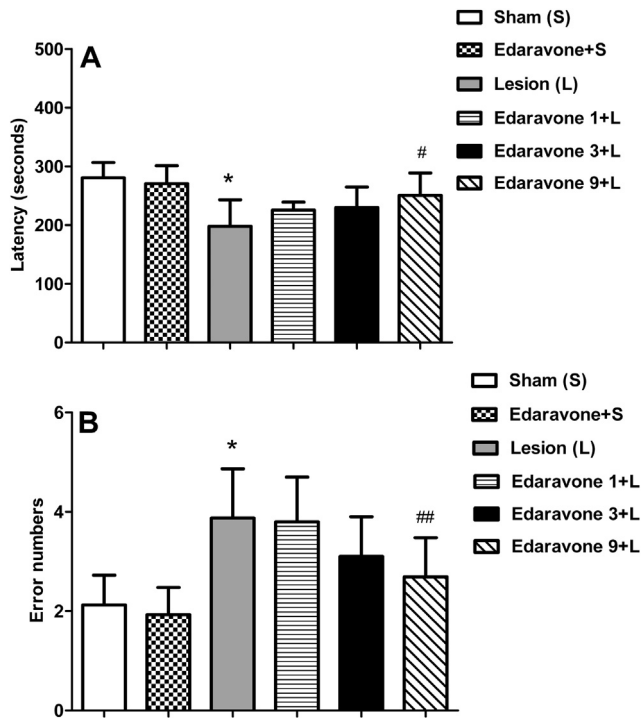 A
Sham (S)
Edaravone+S
Lesion (L)
Edaravone 1+L
Edaravone 3+L
Edaravone 9+L
Latency (seconds)
500
400
300
200
100
0
*
#
B
Sham (S)
Edaravone+S
Lesion (L)
Edaravone 1+L
Edaravone 3+L
Edaravone 9+L
Error numbers
6
4
2
0
*
##